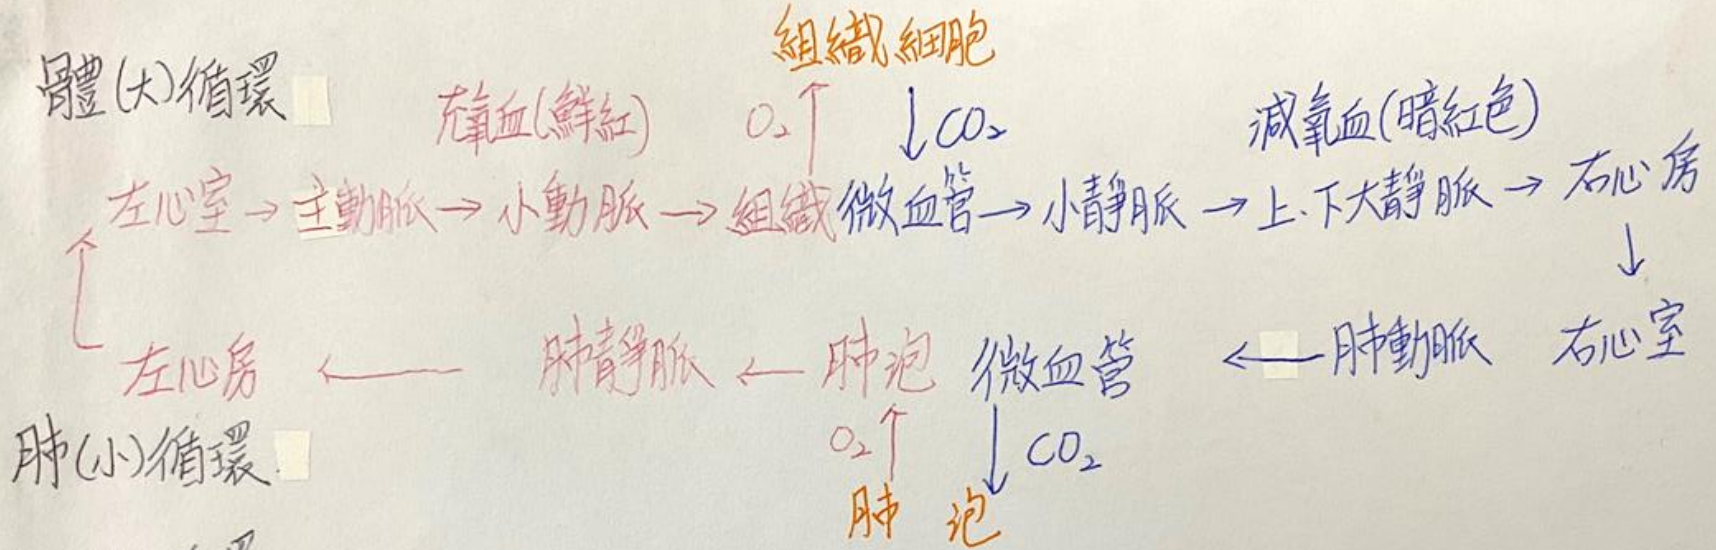 組織細胞
體(大)循環
充氧血(鮮紅) O₂↑ ↓CO₂ 減氧血(暗紅色)
左心室→主動脈→小動脈→組織微血管→小靜脈→上、下大靜脈→右心房
↑ ↓
左心房←肺靜脈←肺泡微血管←肺動脈 右心室
O₂↑ ↓CO₂
肺(小)循環
肺泡